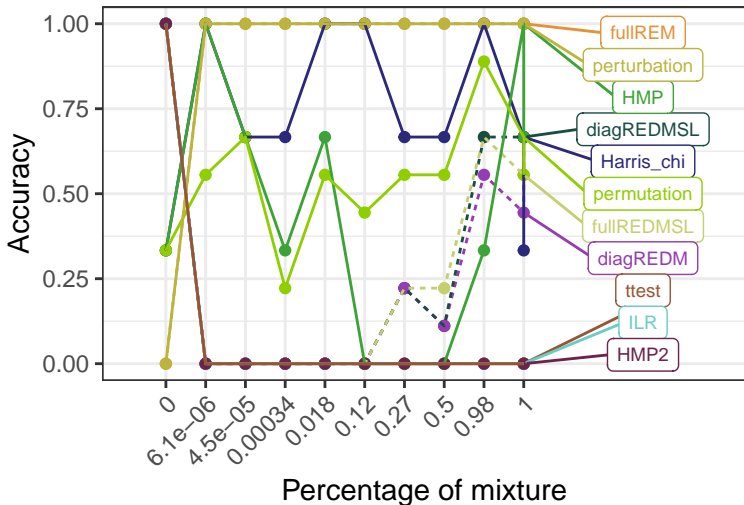 1.00
0.75
0.50
0.25
0.00
Accuracy
0
6.1e−06
4.5e−05
0.00034
0.018
0.12
0.27
0.5
0.98
1
Percentage of mixture
fullREM
perturbation
HMP
diagREDMSL
Harris_chi
permutation
fullREDMSL
diagREDM
ttest
ILR
HMP2